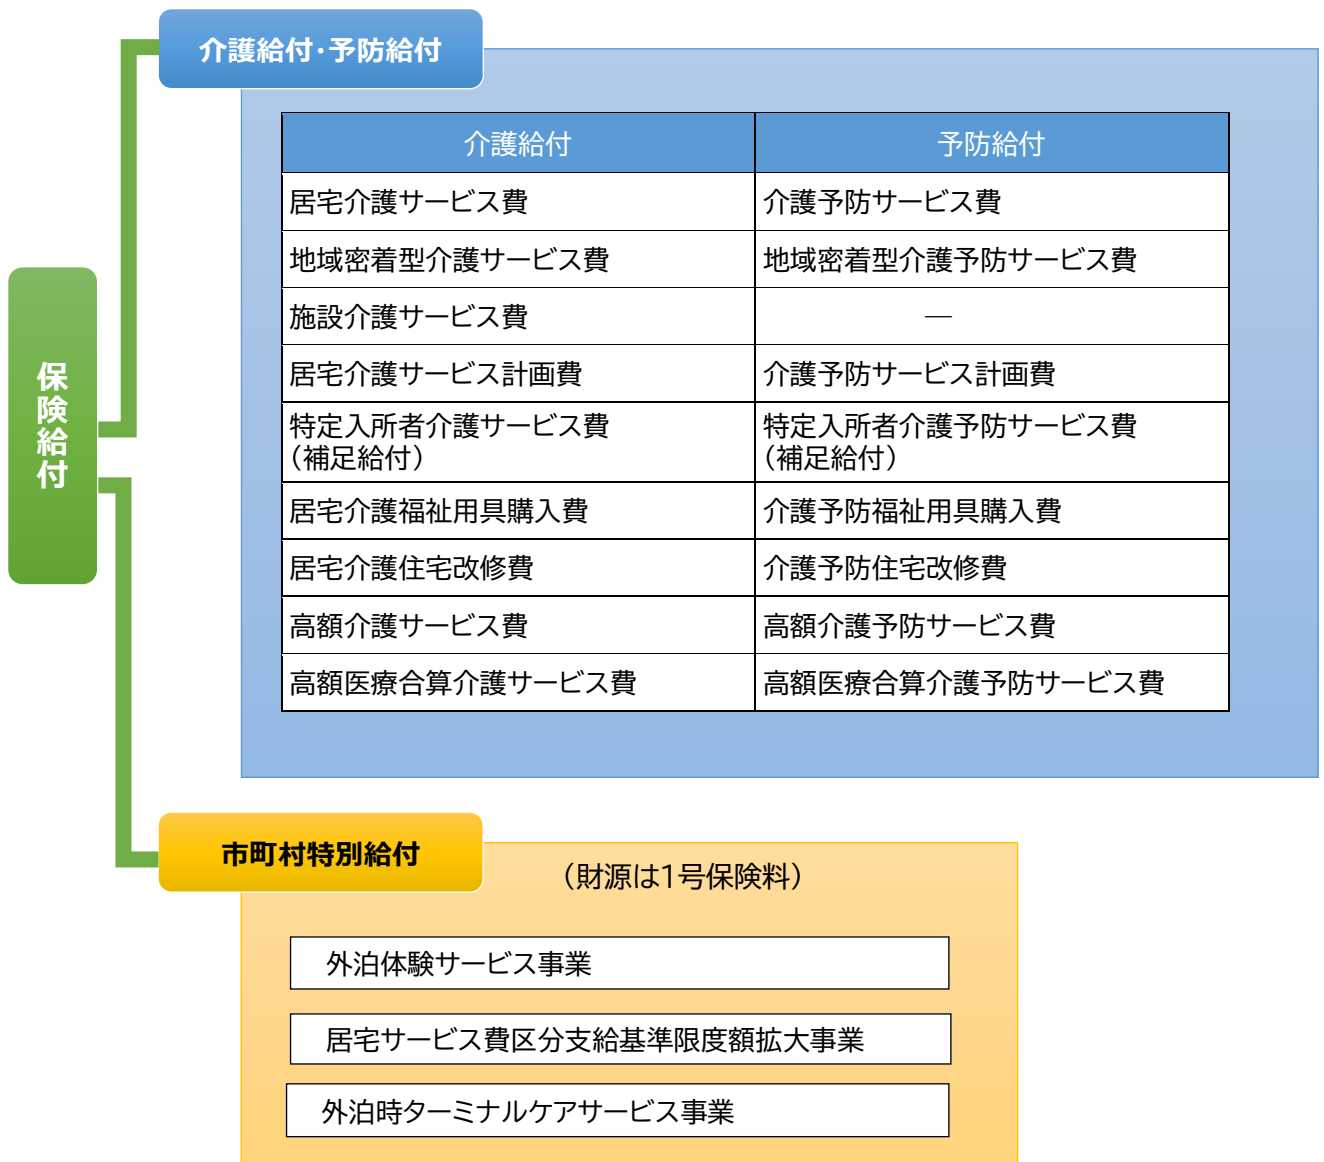 保険給付
介護給付・予防給付
介護給付 予防給付
居宅介護サービス費 介護予防サービス費
地域密着型介護サービス費 地域密着型介護予防サービス費
施設介護サービス費 ―
居宅介護サービス計画費 介護予防サービス計画費
特定入所者介護サービス費 特定入所者介護予防サービス費
（補足給付） （補足給付）
居宅介護福祉用具購入費 介護予防福祉用具購入費
居宅介護住宅改修費 介護予防住宅改修費
高額介護サービス費 高額介護予防サービス費
高額医療合算介護サービス費 高額医療合算介護予防サービス費
市町村特別給付
（財源は1号保険料）
外泊体験サービス事業
居宅サービス費区分支給基準限度額拡大事業
外泊時ターミナルケアサービス事業